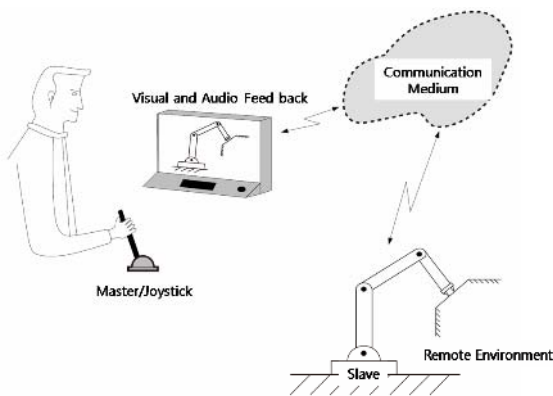 Communication
Medium
Visual and Audio Feed back
Master/Joystick
Remote Environment
Slave